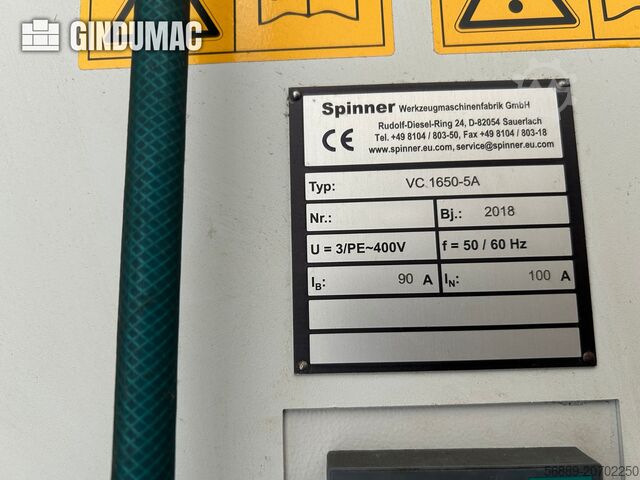 GINDUMAC
Spinner Werkzeugmaschinenfabrik GmbH
Rudolf-Diesel-Ring 24, D-82054 Sauerlach
CE Tel. +49 8104 / 803-50, Fax +49 8104 / 803-18
www.spinner.eu.com, service@spinner.eu.com
Typ: VC 1650-5A
Nr.: Bj.: 2018
U = 3/PE~400V f = 50 / 60 Hz
IB: 90 A IN: 100 A
56889-20702250